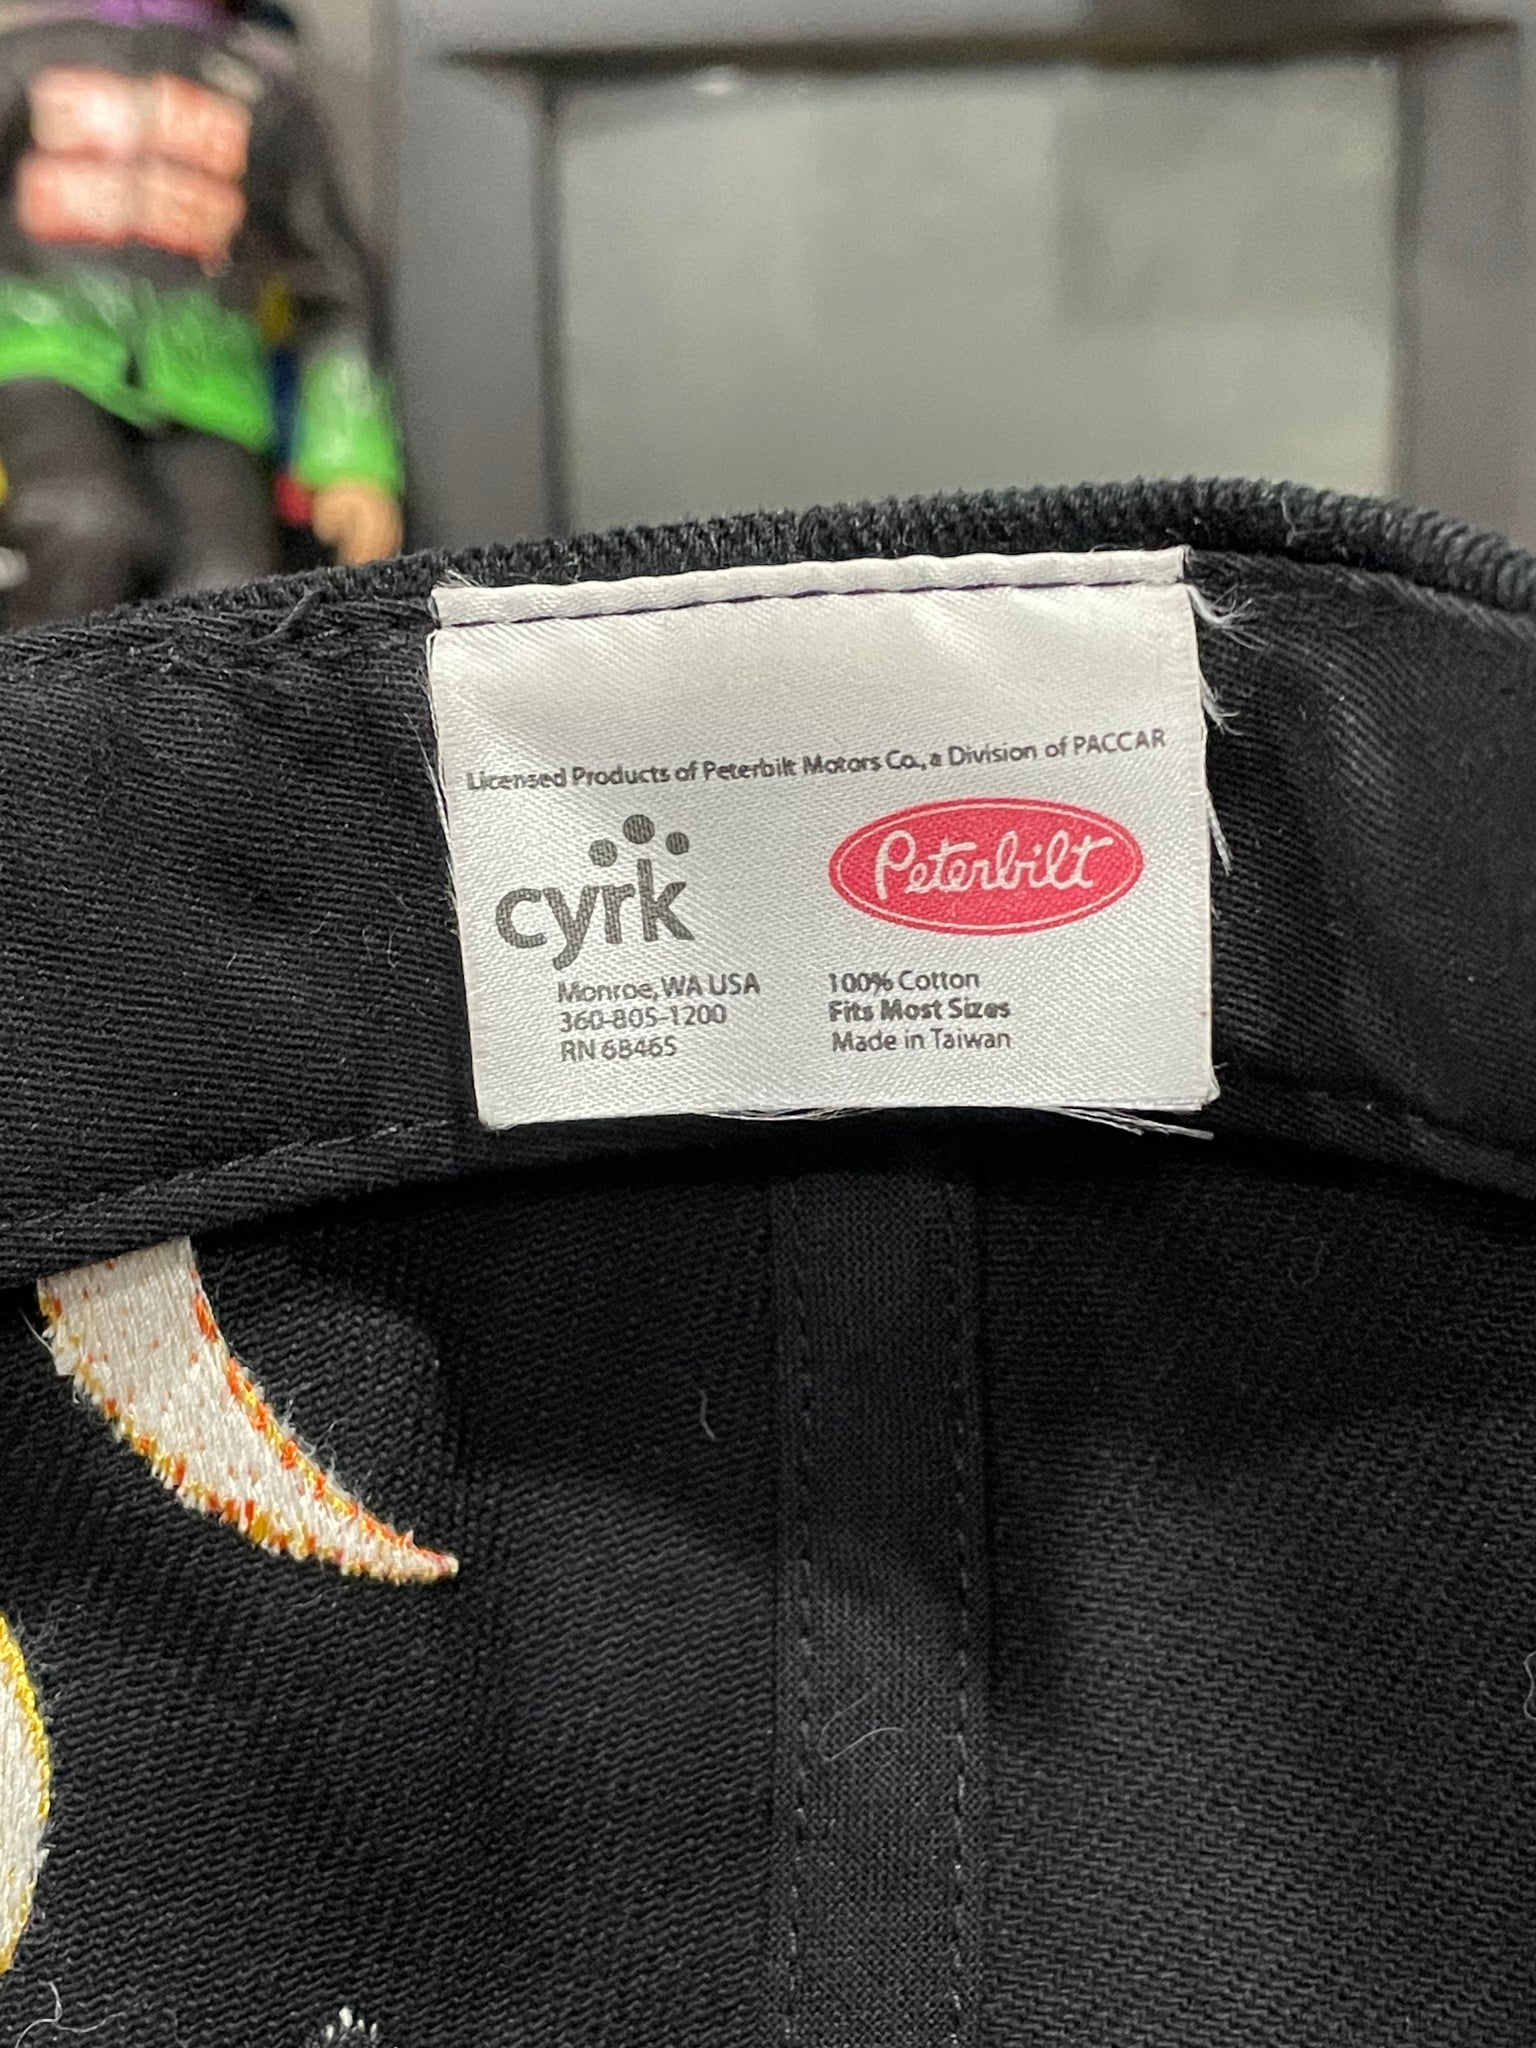 Licensed Products of Peterbilt Motors Co., a Division of PACCAR
cyrk
Peterbilt
Monroe, WA USA
360-805-1200
RN 68465
100% Cotton
Fits Most Sizes
Made in Taiwan